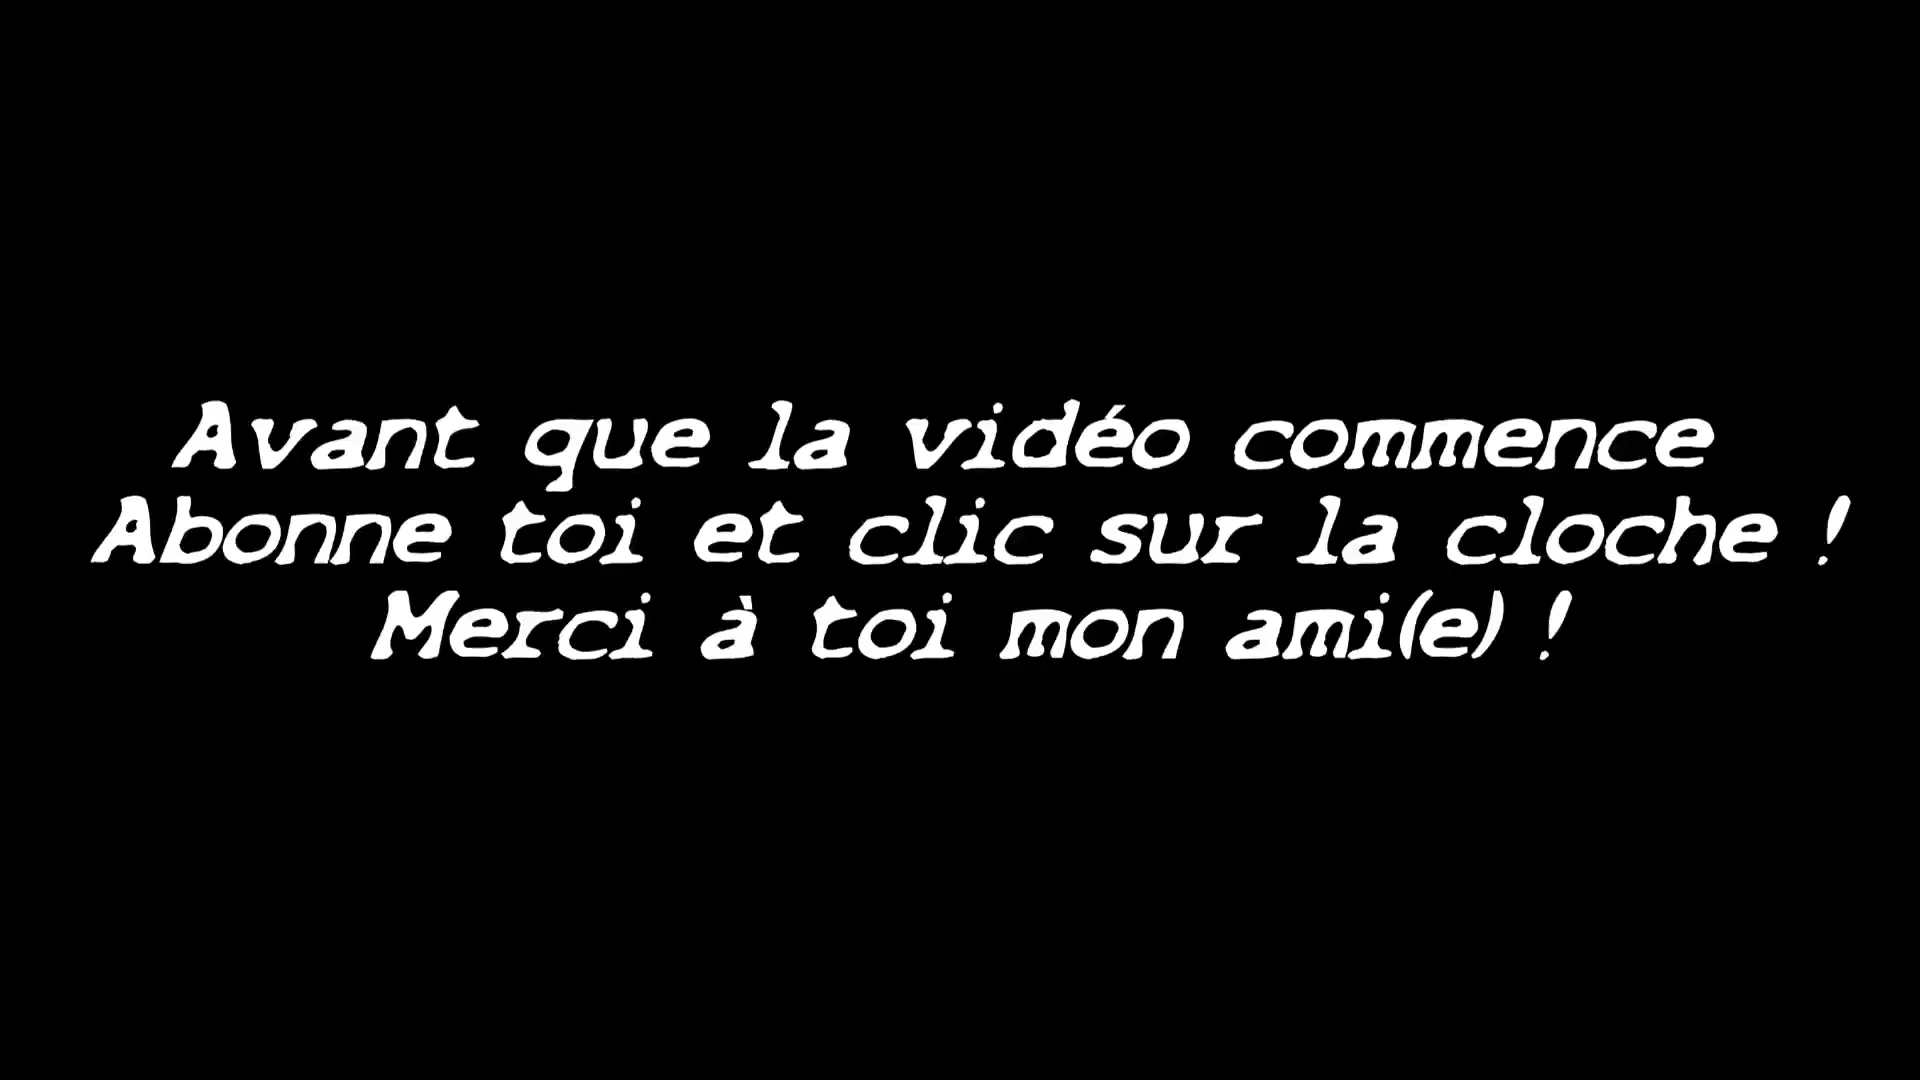 Avant que la vidéo commence
Abonne toi et clic sur la cloche !
Merci à toi mon ami(e) !